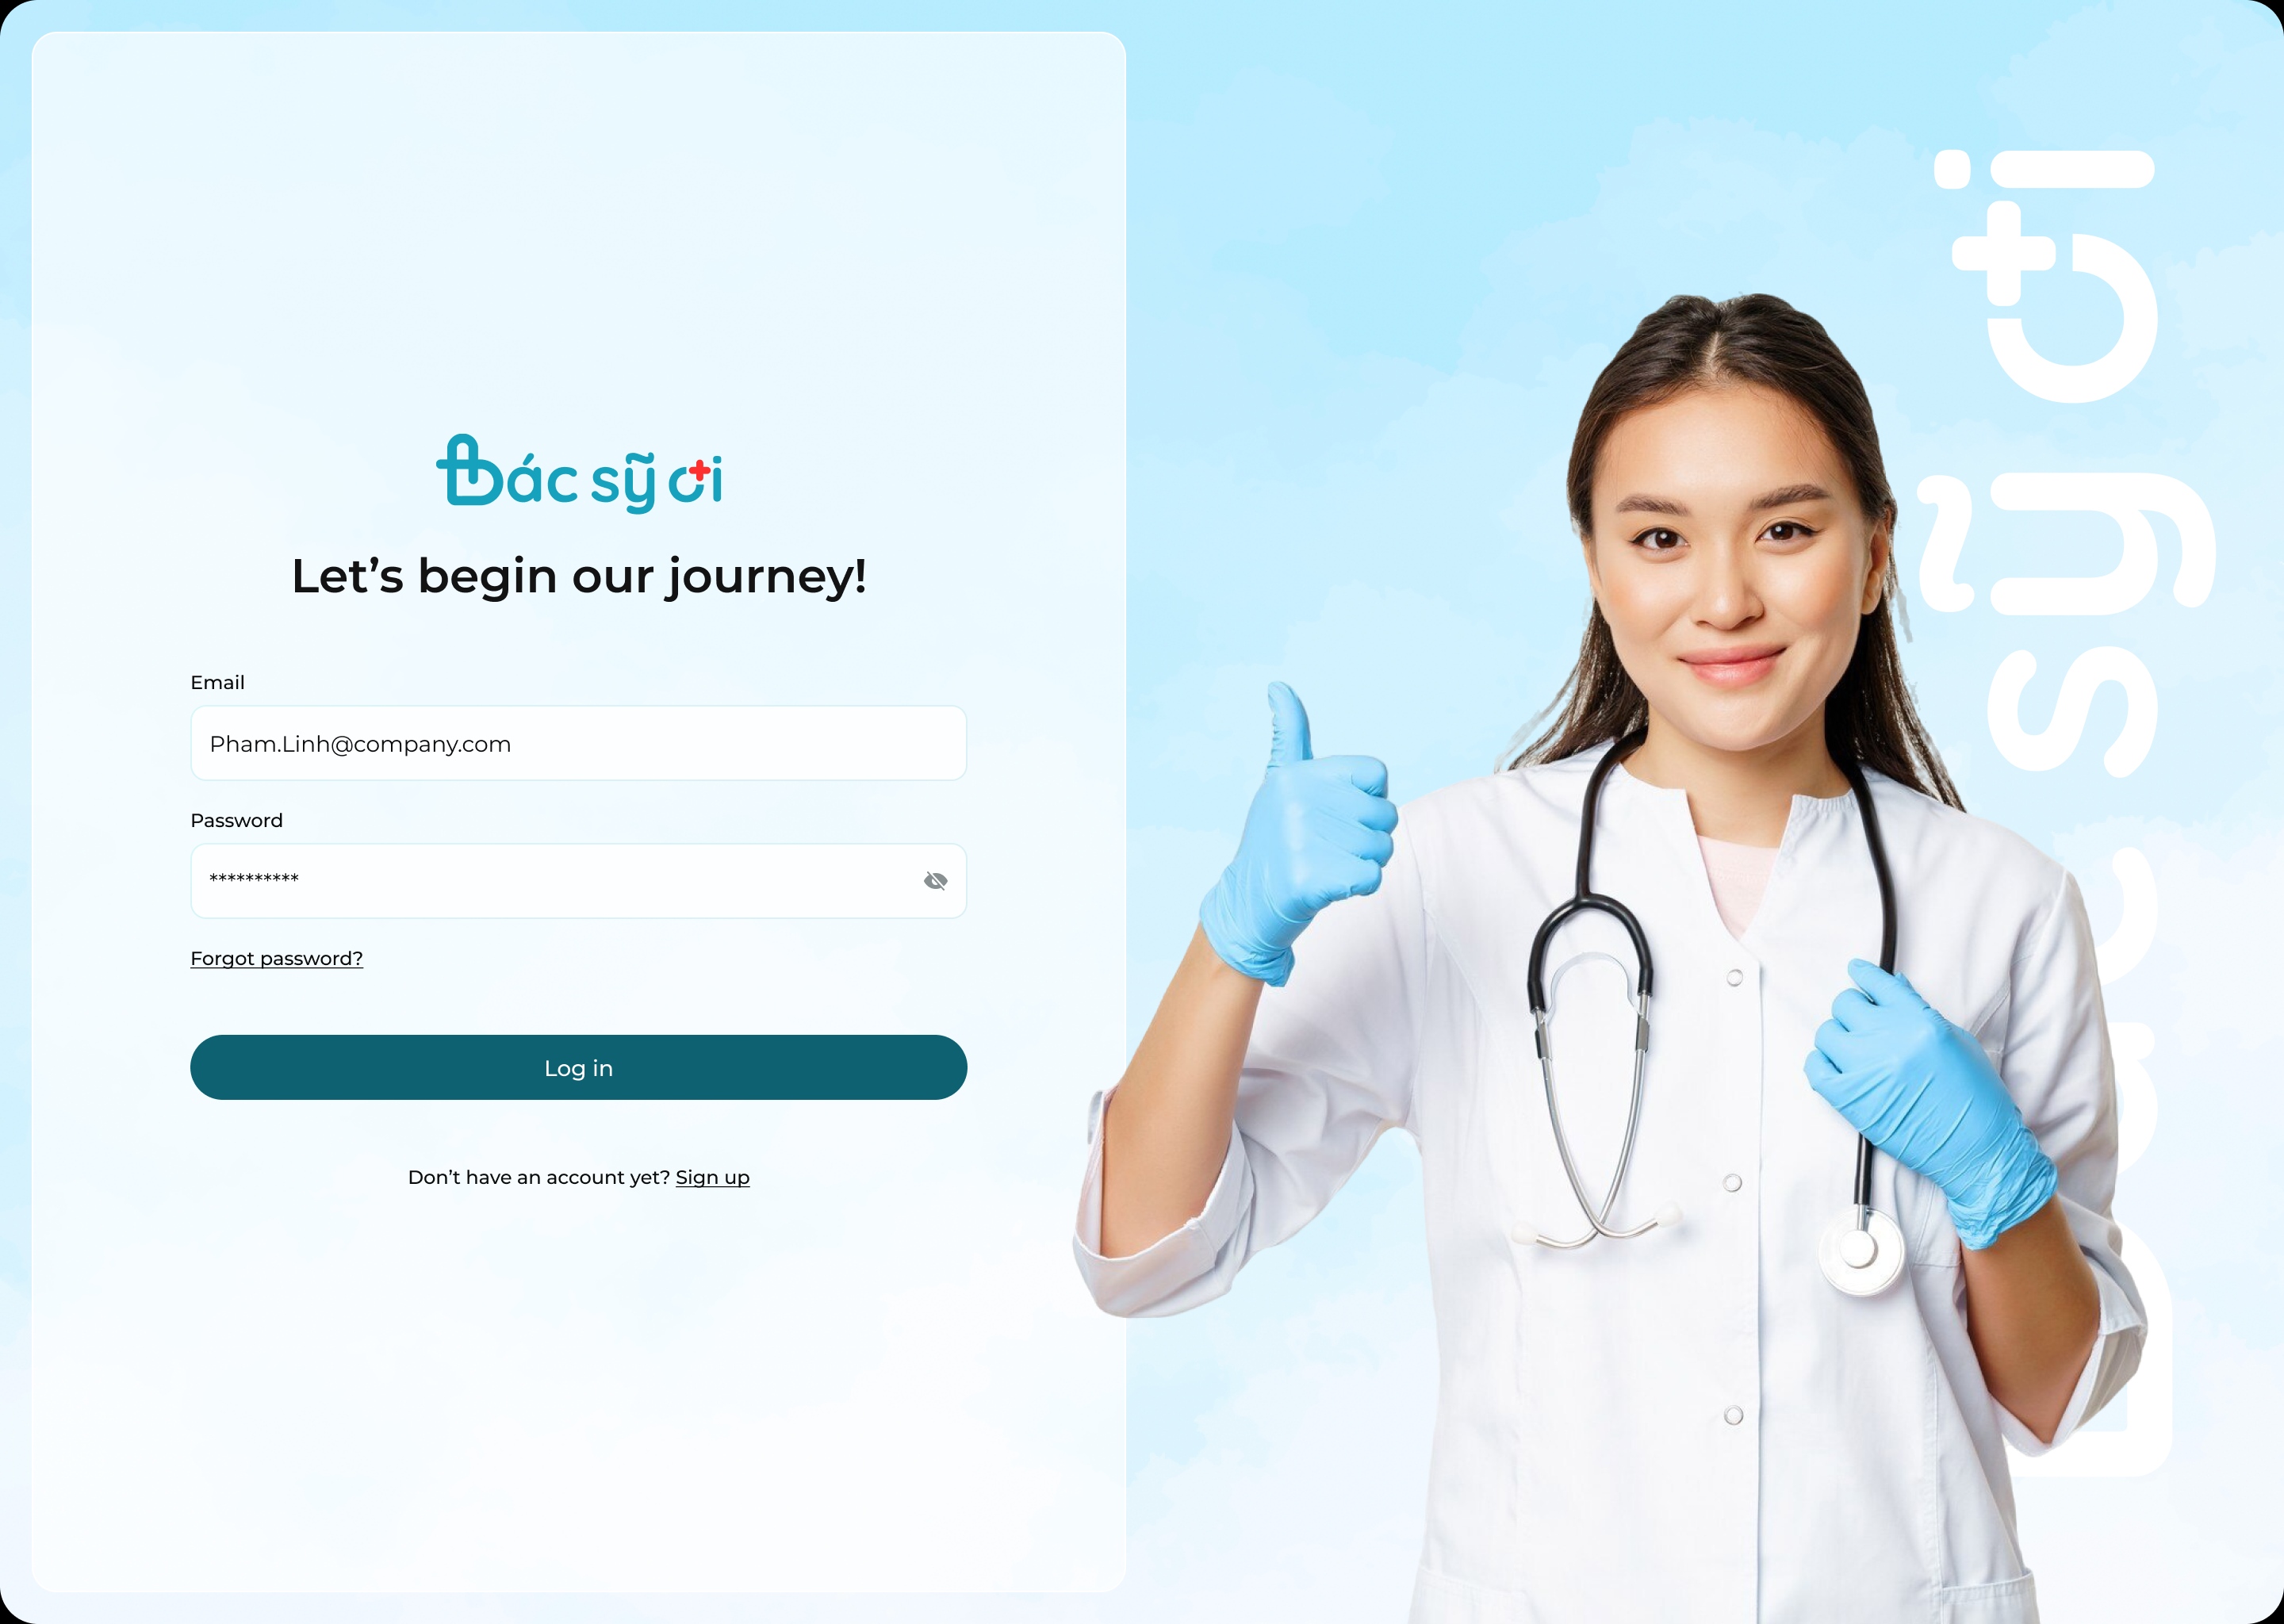 Bác sỹ ơi
Let’s begin our journey!
Email
Pham.Linh@company.com
Password
**********
Forgot password?
Log in
Don’t have an account yet? Sign up
sỹ ơi